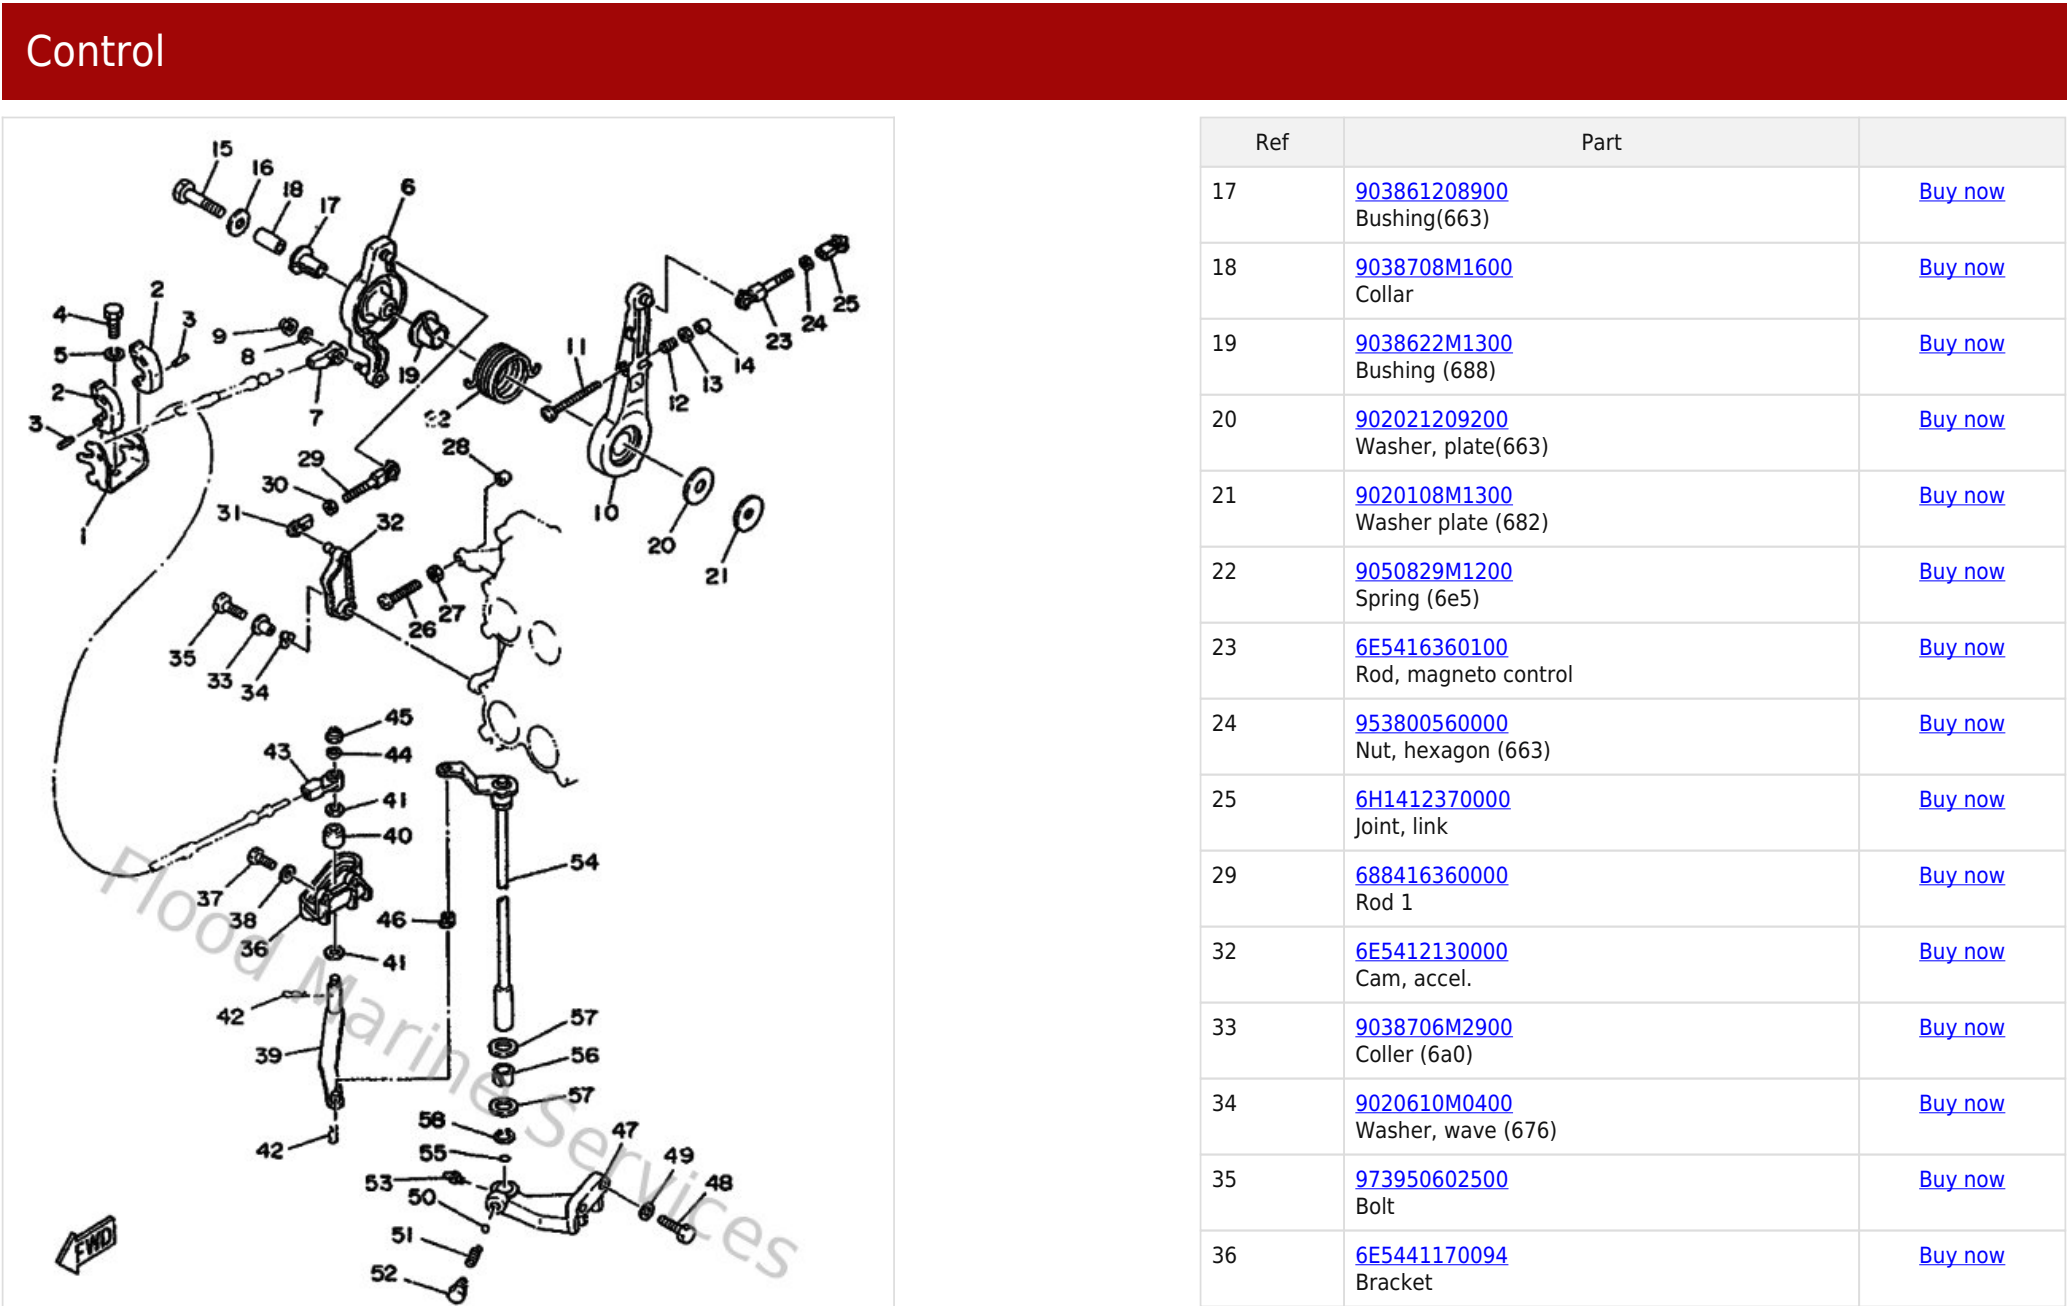 Control
15
16
18
17
6
2
4
3
9
5
8
2
3
7
19
1
22
11
12
13
14
23
24
25
28
29
30
31
32
10
20
21
26
27
35
33
34
45
43
44
41
40
37
38
36
41
46
54
42
39
42
57
56
57
58
55
47
53
49
50
48
51
52
FWD
Flood Marine Services
Ref Part
17 903861208900 Buy now
Bushing(663)
18 9038708M1600 Buy now
Collar
19 9038622M1300 Buy now
Bushing (688)
20 902021209200 Buy now
Washer, plate(663)
21 9020108M1300 Buy now
Washer plate (682)
22 9050829M1200 Buy now
Spring (6e5)
23 6E5416360100 Buy now
Rod, magneto control
24 953800560000 Buy now
Nut, hexagon (663)
25 6H1412370000 Buy now
Joint, link
29 688416360000 Buy now
Rod 1
32 6E5412130000 Buy now
Cam, accel.
33 9038706M2900 Buy now
Coller (6a0)
34 9020610M0400 Buy now
Washer, wave (676)
35 973950602500 Buy now
Bolt
36 6E5441170094 Buy now
Bracket